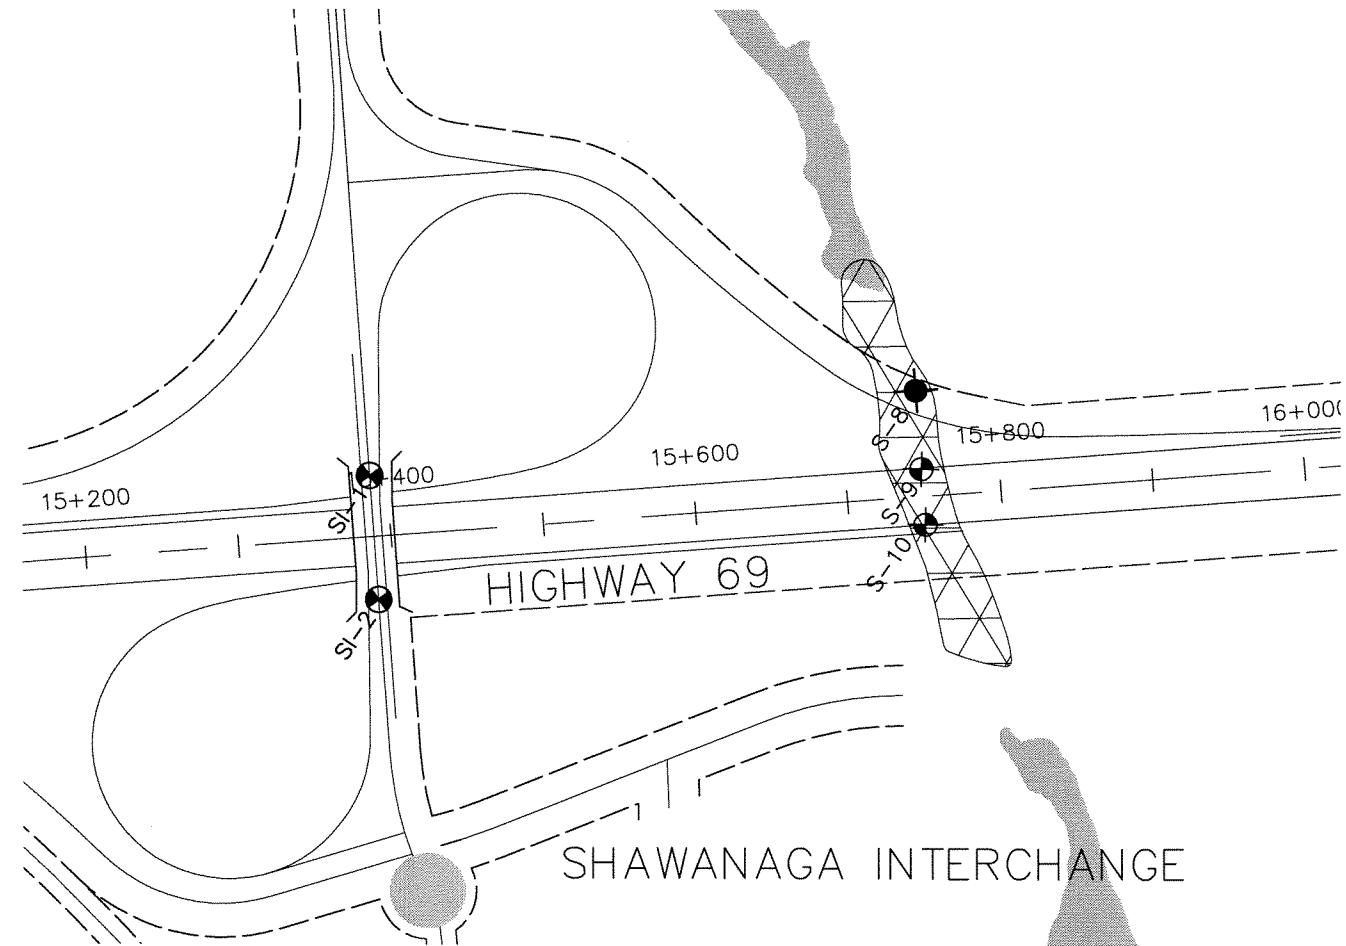 16+000
S-8
15+800
15+600
400
15+200
SI-1
S-9
S-10
HIGHWAY 69
SI-2
SHAWANAGA INTERCHANGE